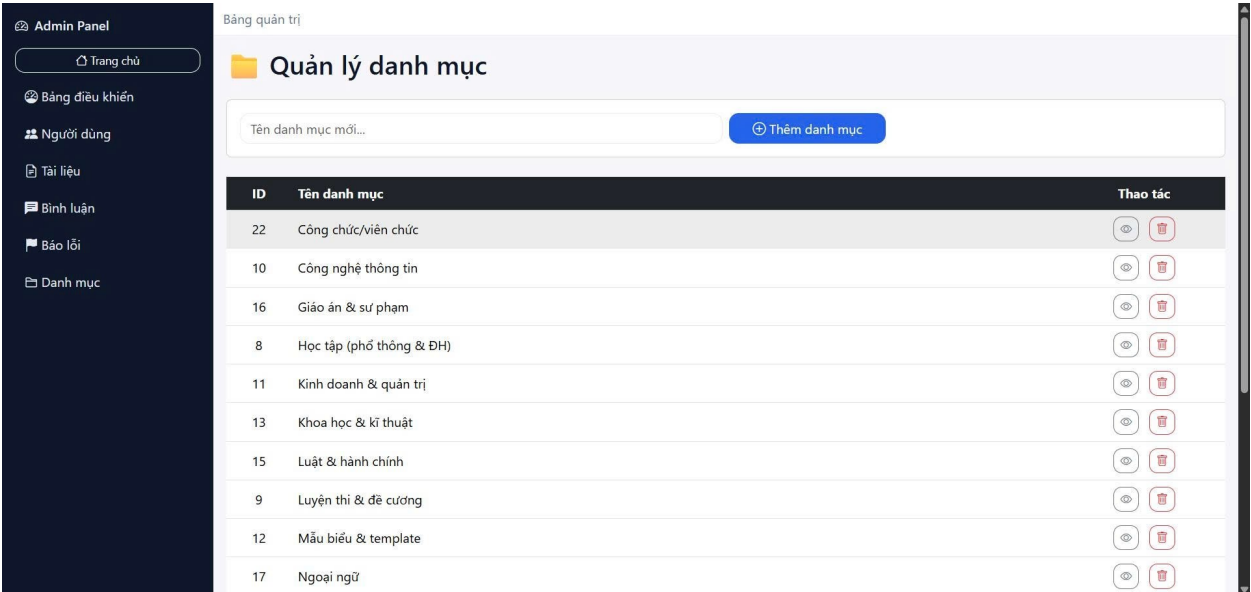 Admin Panel
Trang chủ
Bảng điều khiển
Người dùng
Tài liệu
Bình luận
Báo lỗi
Danh mục
Bảng quản trị
Quản lý danh mục
Tên danh mục mới...
Thêm danh mục
ID Tên danh mục Thao tác
22 Công chức/viên chức
10 Công nghệ thông tin
16 Giáo án & sư phạm
8 Học tập (phổ thông & ĐH)
11 Kinh doanh & quản trị
13 Khoa học & kĩ thuật
15 Luật & hành chính
9 Luyện thi & đề cương
12 Mẫu biểu & template
17 Ngoại ngữ